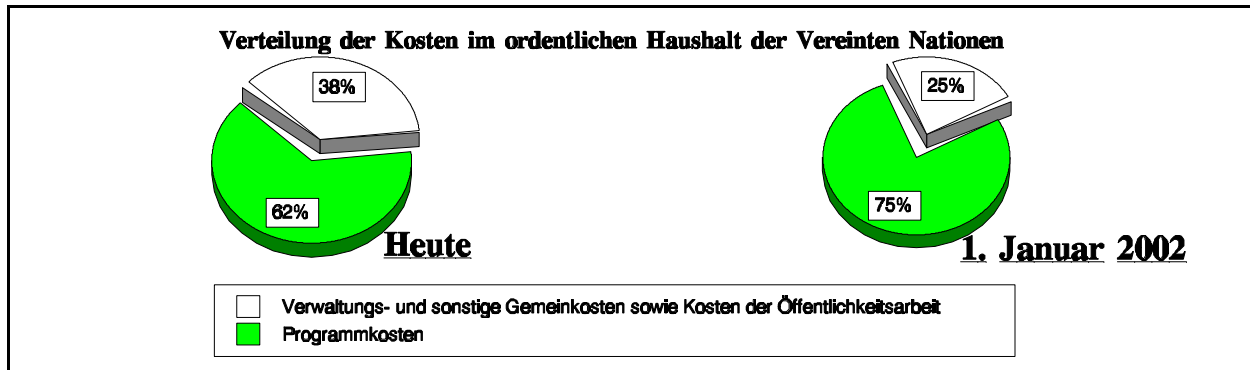 Verteilung der Kosten im ordentlichen Haushalt der Vereinten Nationen
38%
62%
Heute
25%
75%
1. Januar 2002
Verwaltungs- und sonstige Gemeinkosten sowie Kosten der Öffentlichkeitsarbeit
Programmkosten